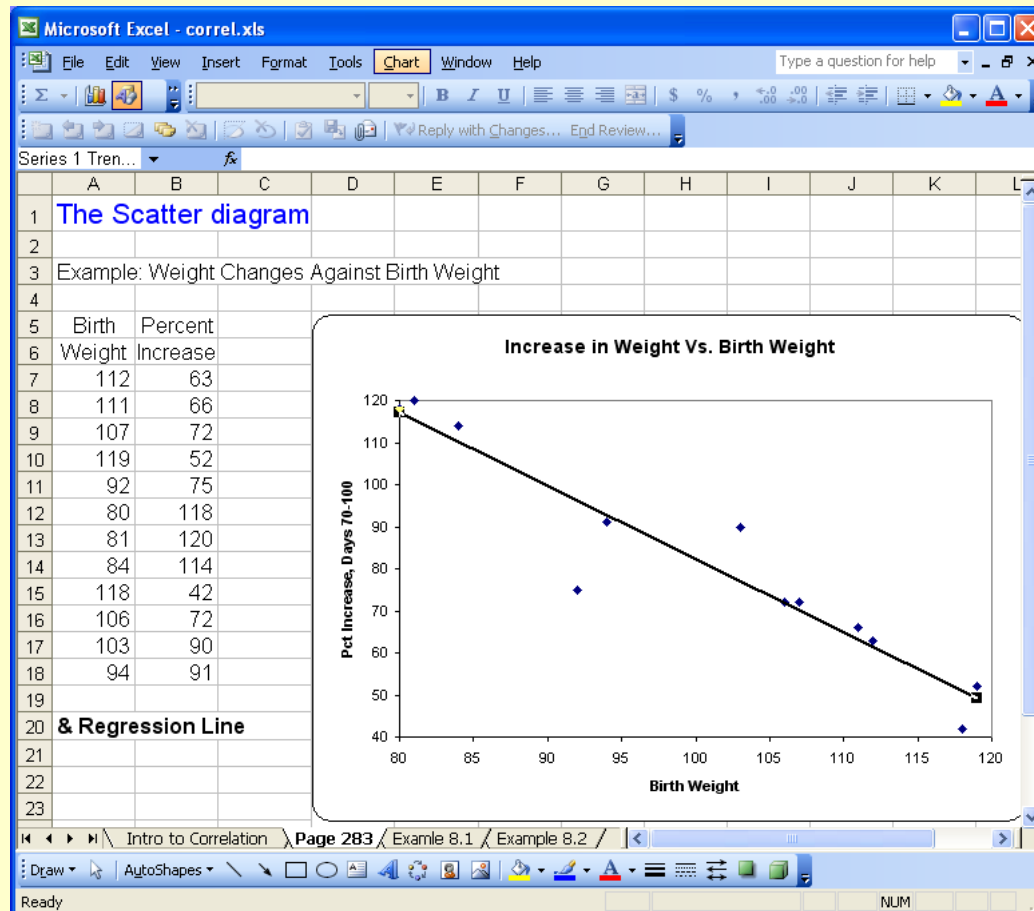 Microsoft Excel - correl.xls
File Edit View Insert Format Tools Chart Window Help Type a question for help
Σ B I U $ % ,
Reply with Changes... End Review...
Series 1 Tren... fx
A B C D E F G H I J K L
1 The Scatter diagram
2
3 Example: Weight Changes Against Birth Weight
4
5 Birth Percent
6 Weight Increase
7 112 63
8 111 66
9 107 72
10 119 52
11 92 75
12 80 118
13 81 120
14 84 114
15 118 42
16 106 72
17 103 90
18 94 91
19
20 & Regression Line
21
22
23
Increase in Weight Vs. Birth Weight
Pct Increase, Days 70-100
120
110
100
90
80
70
60
50
40
80 85 90 95 100 105 110 115 120
Birth Weight
Intro to Correlation Page 283 Examle 8.1 Example 8.2
Draw AutoShapes A A
Ready NUM